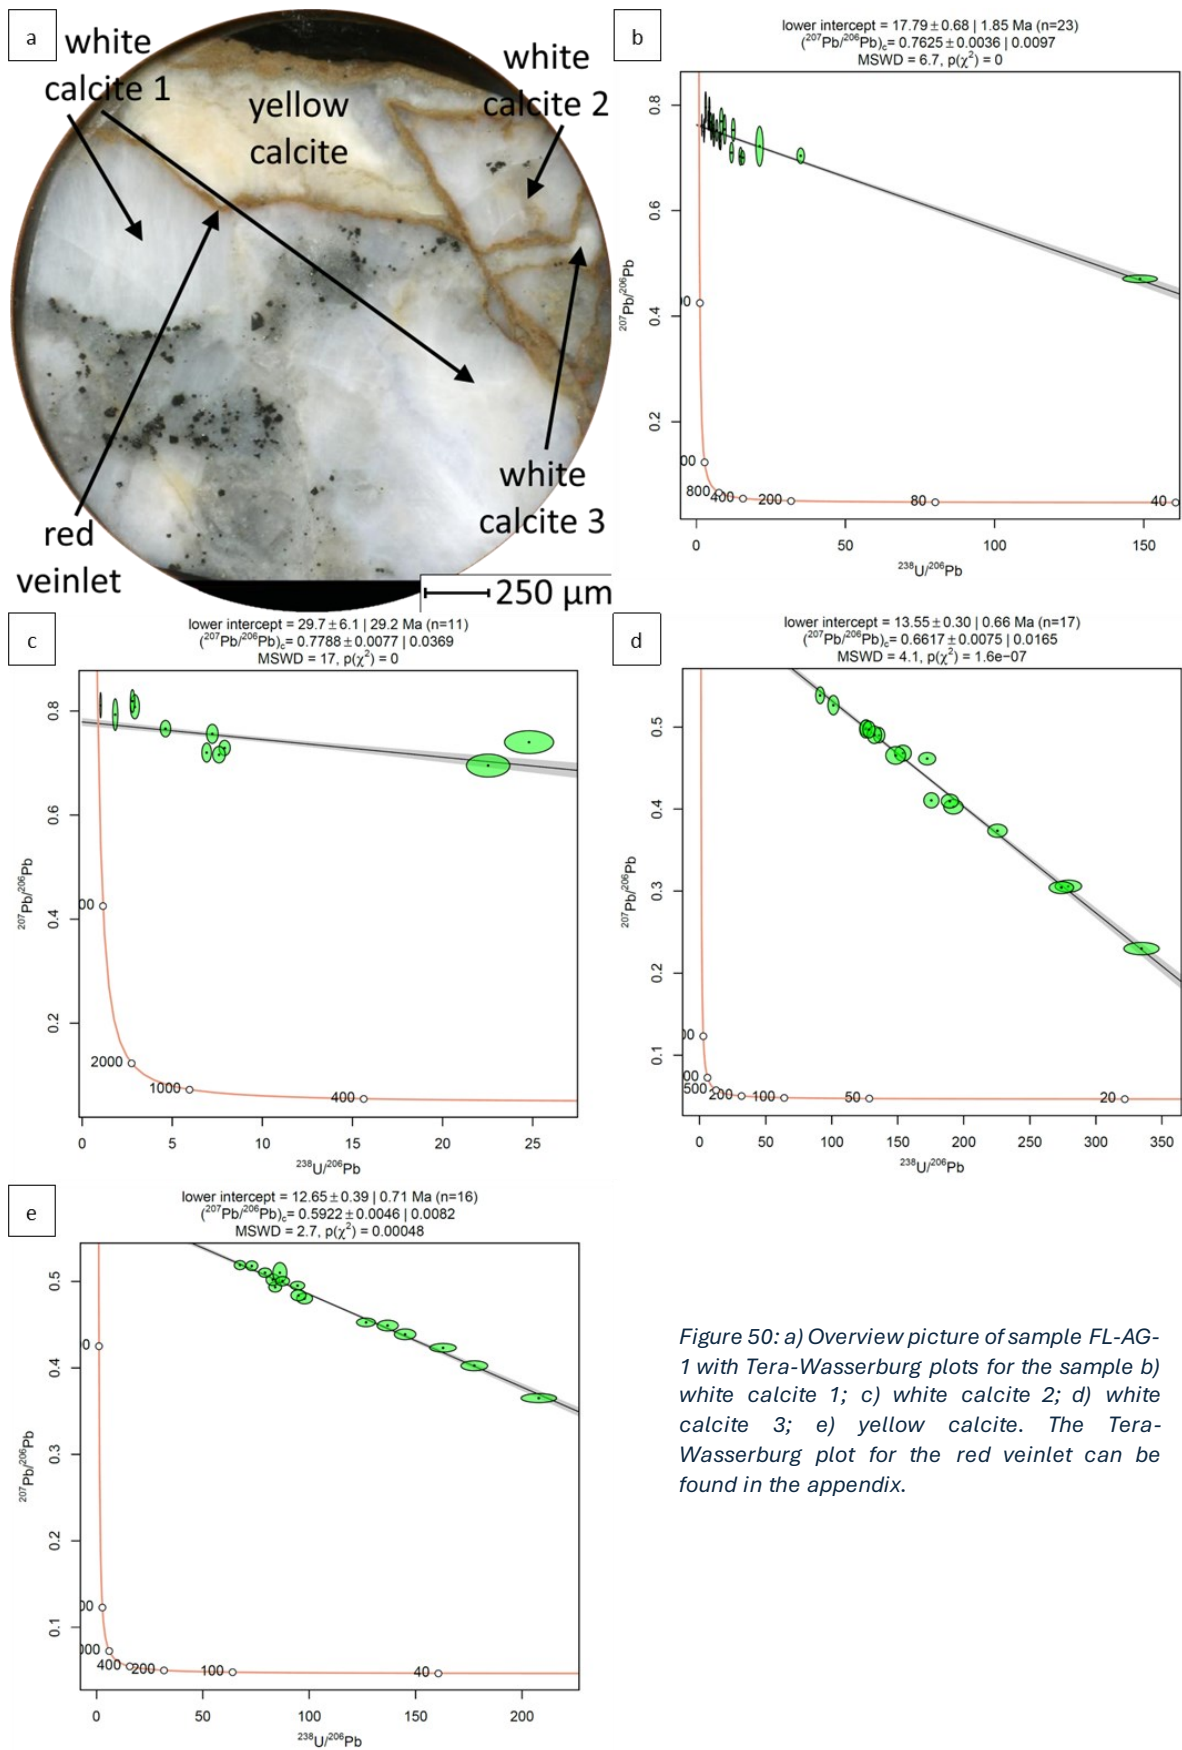 a
white
calcite 1
yellow
calcite
white
calcite 2
white
calcite 3
red
veinlet
250 µm
b
lower intercept = 17.79 ± 0.68 | 1.85 Ma (n=23)
(²⁰⁷Pb/²⁰⁶Pb)c= 0.7625 ± 0.0036 | 0.0097
MSWD = 6.7, p(χ²) = 0
0.8
0.6
0.4
0.2
²⁰⁷Pb/²⁰⁶Pb
00
00
800
400
200
80
40
0
50
100
150
²³⁸U/²⁰⁶Pb
c
lower intercept = 29.7 ± 6.1 | 29.2 Ma (n=11)
(²⁰⁷Pb/²⁰⁶Pb)c= 0.7788 ± 0.0077 | 0.0369
MSWD = 17, p(χ²) = 0
0.8
0.6
0.4
0.2
²⁰⁷Pb/²⁰⁶Pb
00
2000
1000
400
0
5
10
15
20
25
²³⁸U/²⁰⁶Pb
d
lower intercept = 13.55 ± 0.30 | 0.66 Ma (n=17)
(²⁰⁷Pb/²⁰⁶Pb)c= 0.6617 ± 0.0075 | 0.0165
MSWD = 4.1, p(χ²) = 1.6e−07
0.5
0.4
0.3
0.2
0.1
²⁰⁷Pb/²⁰⁶Pb
00
00
500
200
100
50
20
0
50
100
150
200
250
300
350
²³⁸U/²⁰⁶Pb
e
lower intercept = 12.65 ± 0.39 | 0.71 Ma (n=16)
(²⁰⁷Pb/²⁰⁶Pb)c= 0.5922 ± 0.0046 | 0.0082
MSWD = 2.7, p(χ²) = 0.00048
0.5
0.4
0.3
0.2
0.1
²⁰⁷Pb/²⁰⁶Pb
0
00
000
400
200
100
40
0
50
100
150
200
²³⁸U/²⁰⁶Pb
Figure 50: a) Overview picture of sample FL-AG-
1 with Tera-Wasserburg plots for the sample b)
white calcite 1; c) white calcite 2; d) white
calcite 3; e) yellow calcite. The Tera-
Wasserburg plot for the red veinlet can be
found in the appendix.